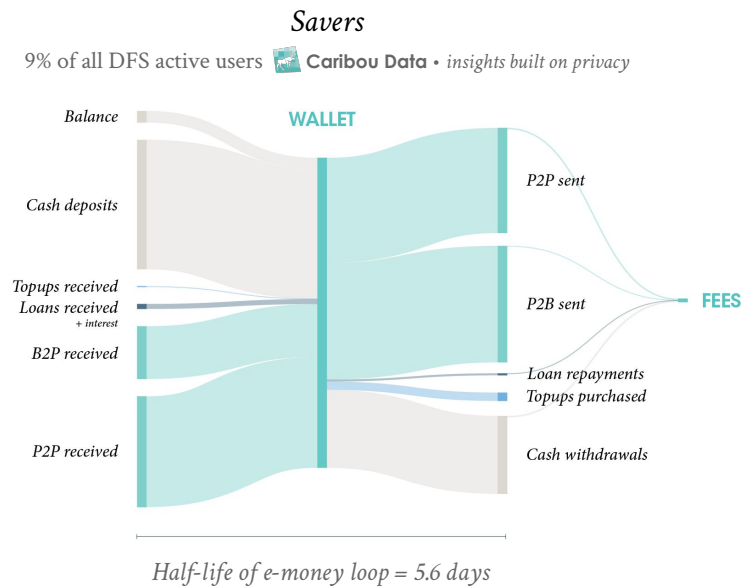 Savers
9% of all DFS active users Caribou Data • insights built on privacy
WALLET
Balance
Cash deposits
Topups received
Loans received
+ interest
B2P received
P2P received
P2P sent
P2B sent
Loan repayments
Topups purchased
Cash withdrawals
FEES
Half-life of e-money loop = 5.6 days